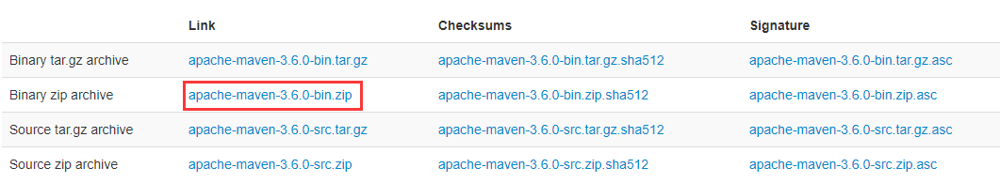 Link Checksums Signature
Binary tar.gz archive apache-maven-3.6.0-bin.tar.gz apache-maven-3.6.0-bin.tar.gz.sha512 apache-maven-3.6.0-bin.tar.gz.asc
Binary zip archive apache-maven-3.6.0-bin.zip apache-maven-3.6.0-bin.zip.sha512 apache-maven-3.6.0-bin.zip.asc
Source tar.gz archive apache-maven-3.6.0-src.tar.gz apache-maven-3.6.0-src.tar.gz.sha512 apache-maven-3.6.0-src.tar.gz.asc
Source zip archive apache-maven-3.6.0-src.zip apache-maven-3.6.0-src.zip.sha512 apache-maven-3.6.0-src.zip.asc